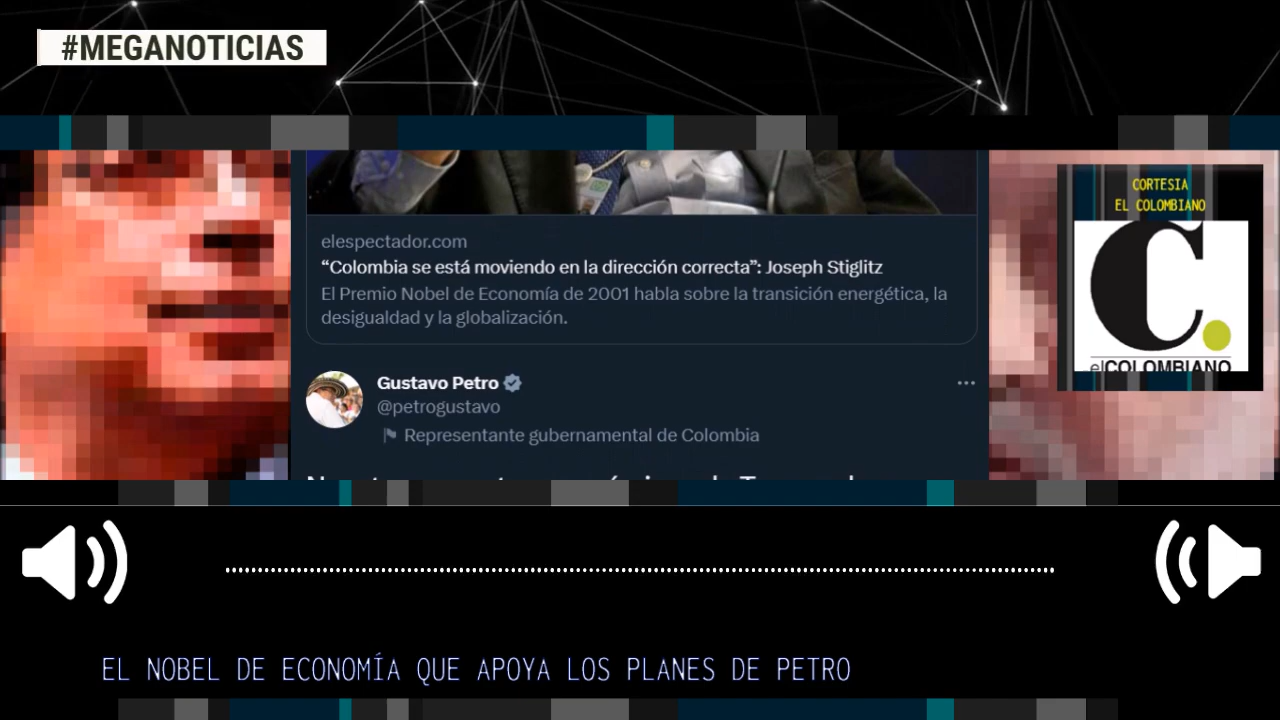 #MEGANOTICIAS
CORTESIA
EL COLOMBIANO
elCOLOMBIANO
elespectador.com
“Colombia se está moviendo en la dirección correcta”: Joseph Stiglitz
El Premio Nobel de Economía de 2001 habla sobre la transición energética, la
desigualdad y la globalización.
Gustavo Petro
@petrogustavo
Representante gubernamental de Colombia
EL NOBEL DE ECONOMÍA QUE APOYA LOS PLANES DE PETRO